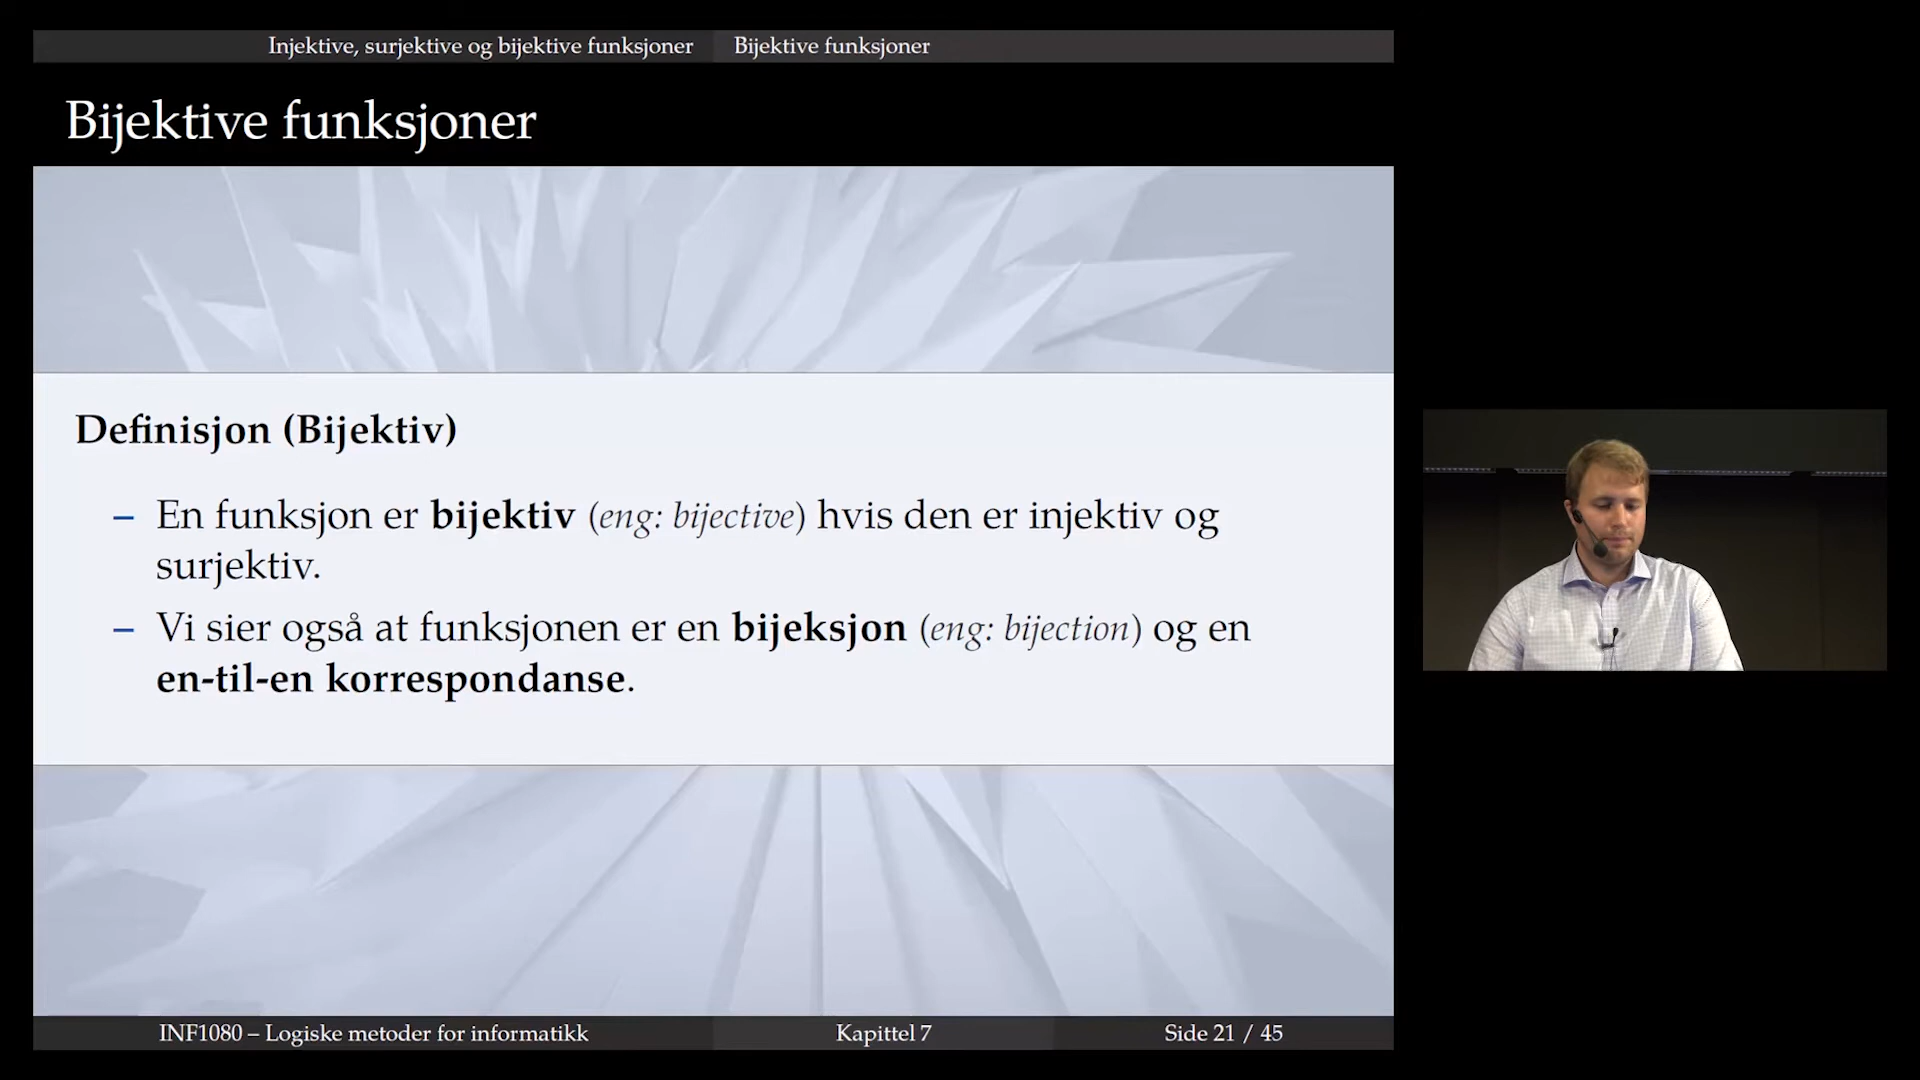 Injektive, surjektive og bijektive funksjoner Bijektive funksjoner
Bijektive funksjoner
Definisjon (Bijektiv)
– En funksjon er bijektiv (eng: bijective) hvis den er injektiv og
surjektiv.
– Vi sier også at funksjonen er en bijeksjon (eng: bijection) og en
en-til-en korrespondanse.
INF1080 – Logiske metoder for informatikk Kapittel 7 Side 21 / 45